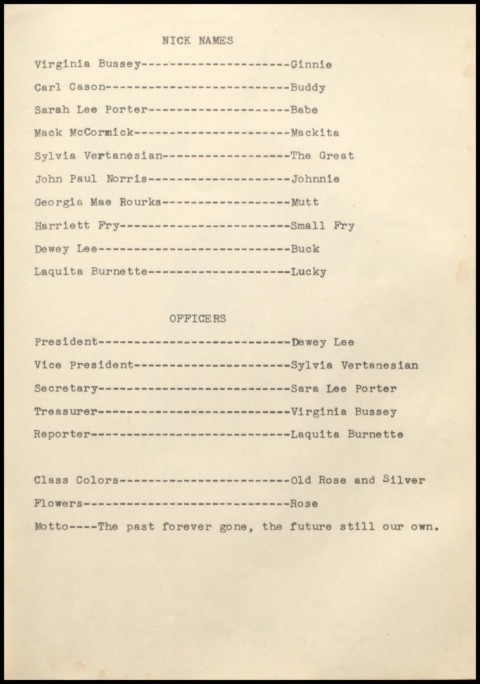 NICK NAMES
Virginia Bussey---------------------Ginnie
Carl Cason--------------------------Buddy
Sarah Lee Porter--------------------Babe
Mack McCormick----------------------Mackita
Sylvia Vertanesian------------------The Great
John Paul Norris--------------------Johnnie
Georgia Mae Rourks------------------Mutt
Harriett Fry------------------------Small Fry
Dewey Lee---------------------------Buck
Laquita Burnette--------------------Lucky
OFFICERS
President---------------------------Dewey Lee
Vice President----------------------Sylvia Vertanesian
Secretary---------------------------Sara Lee Porter
Treasurer---------------------------Virginia Bussey
Reporter----------------------------Laquita Burnette
Class Colors------------------------Old Rose and Silver
Flowers-----------------------------Rose
Motto----The past forever gone, the future still our own.